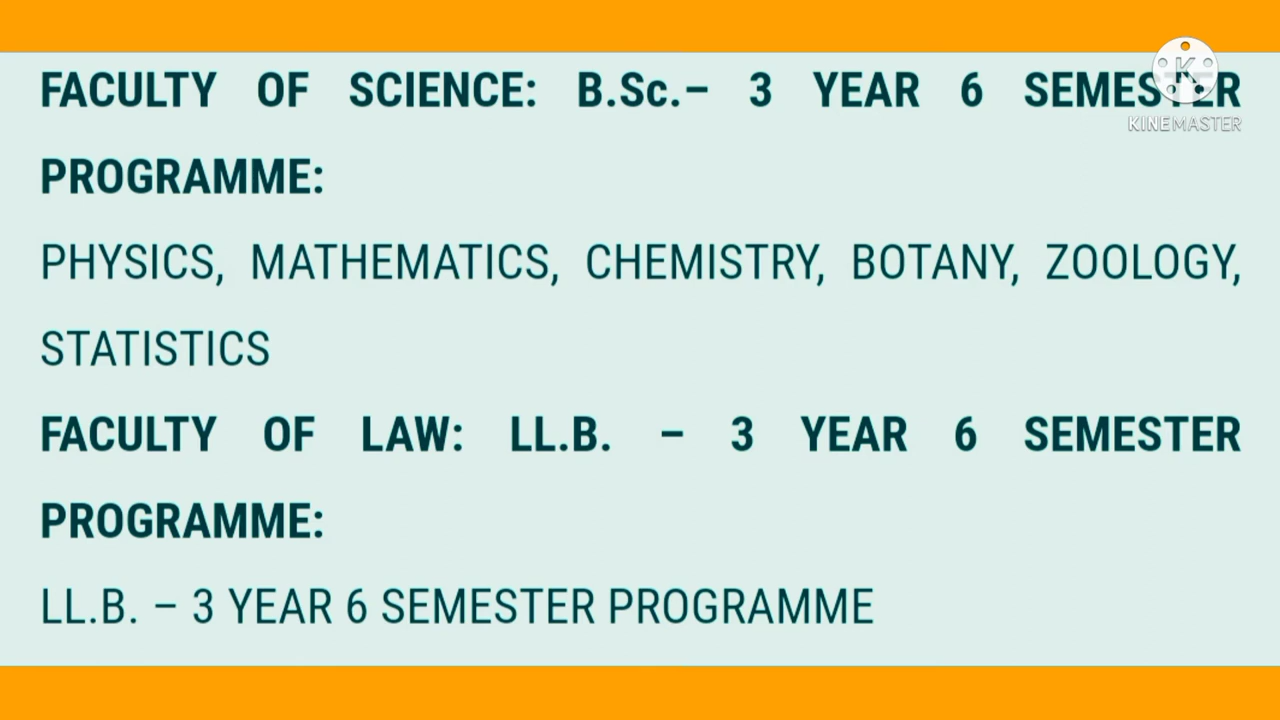 FACULTY OF SCIENCE: B.Sc.– 3 YEAR 6 SEMESTER
PROGRAMME:
PHYSICS, MATHEMATICS, CHEMISTRY, BOTANY, ZOOLOGY,
STATISTICS
FACULTY OF LAW: LL.B. – 3 YEAR 6 SEMESTER
PROGRAMME:
LL.B. – 3 YEAR 6 SEMESTER PROGRAMME
K
KINEMASTER